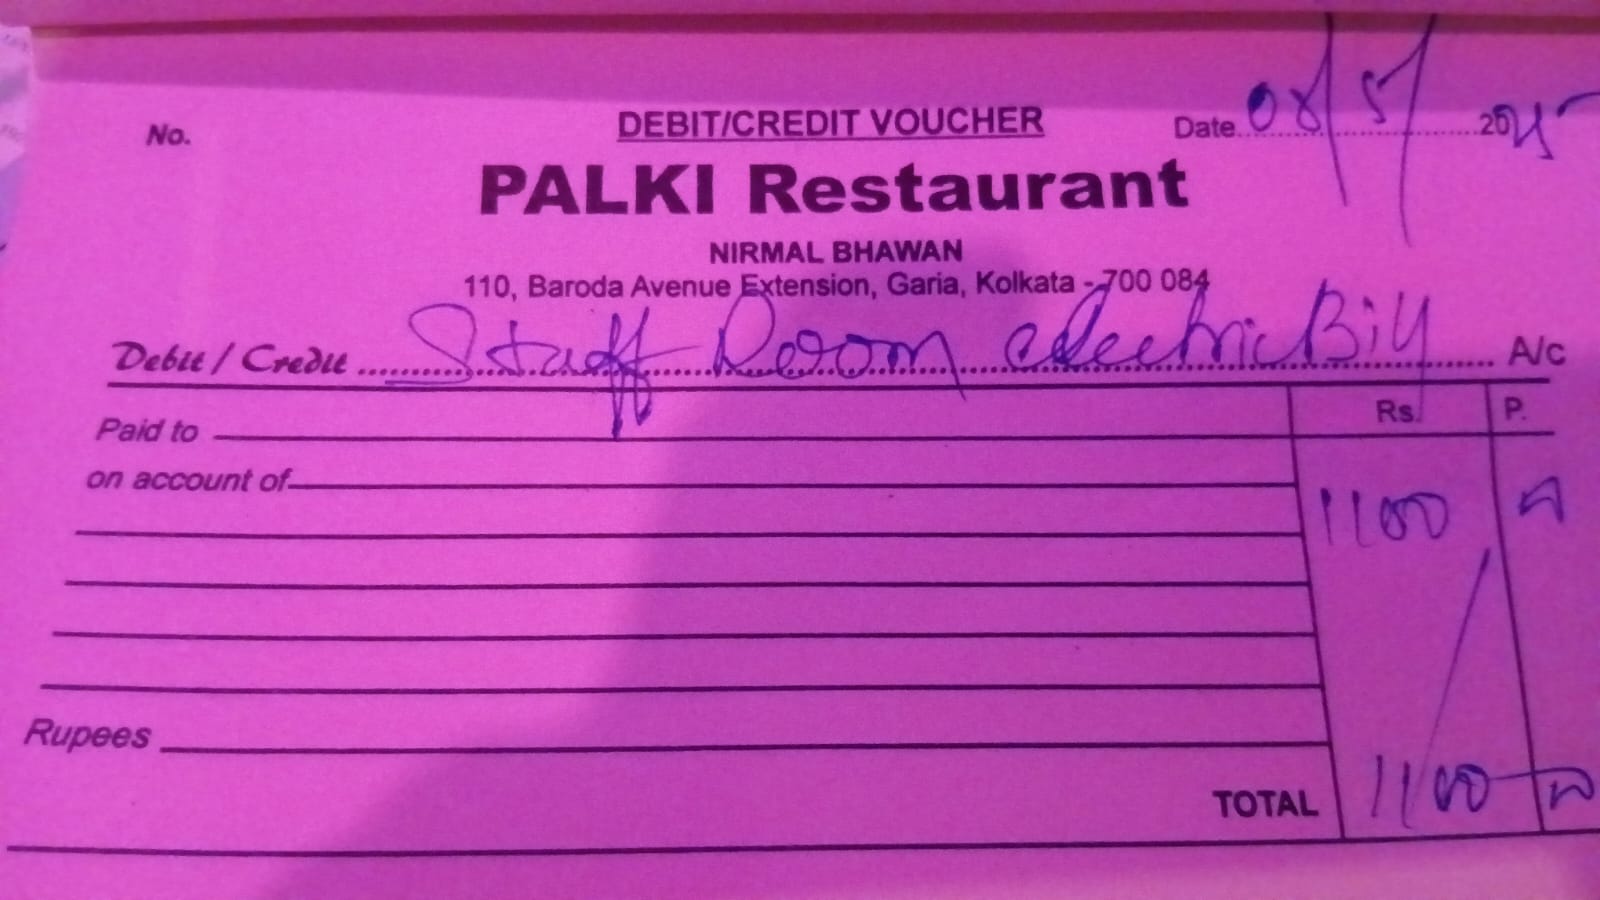 No.
DEBIT/CREDIT VOUCHER
Date 08/5/ 2025
PALKI Restaurant
NIRMAL BHAWAN
110, Baroda Avenue Extension, Garia, Kolkata - 700 084
Debit / Credit Staff Room electric Bill A/c
Rs. P.
Paid to
on account of
1100
Rupees
TOTAL 1100